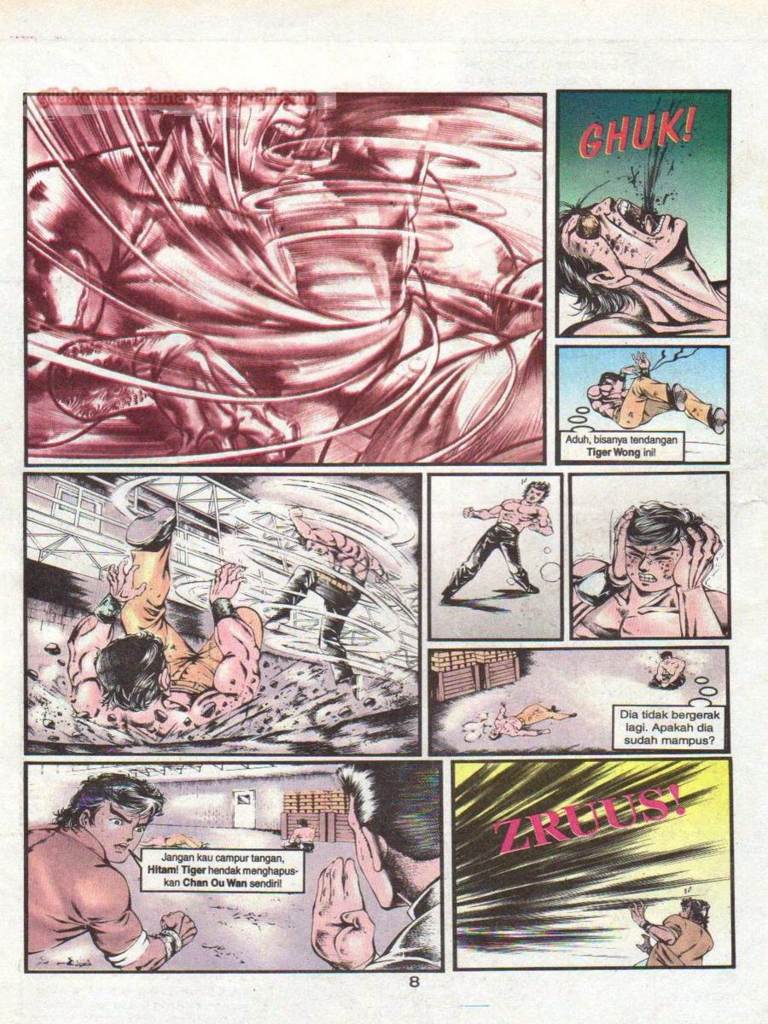 GHUK!
Aduh, bisanya tendangan
Tiger Wong ini!
Dia tidak bergerak
lagi. Apakah dia
sudah mampus?
Jangan kau campur tangan,
Hitam! Tiger hendak menghapus-
kan Chan Ou Wan sendiri!
ZRUUS!
8